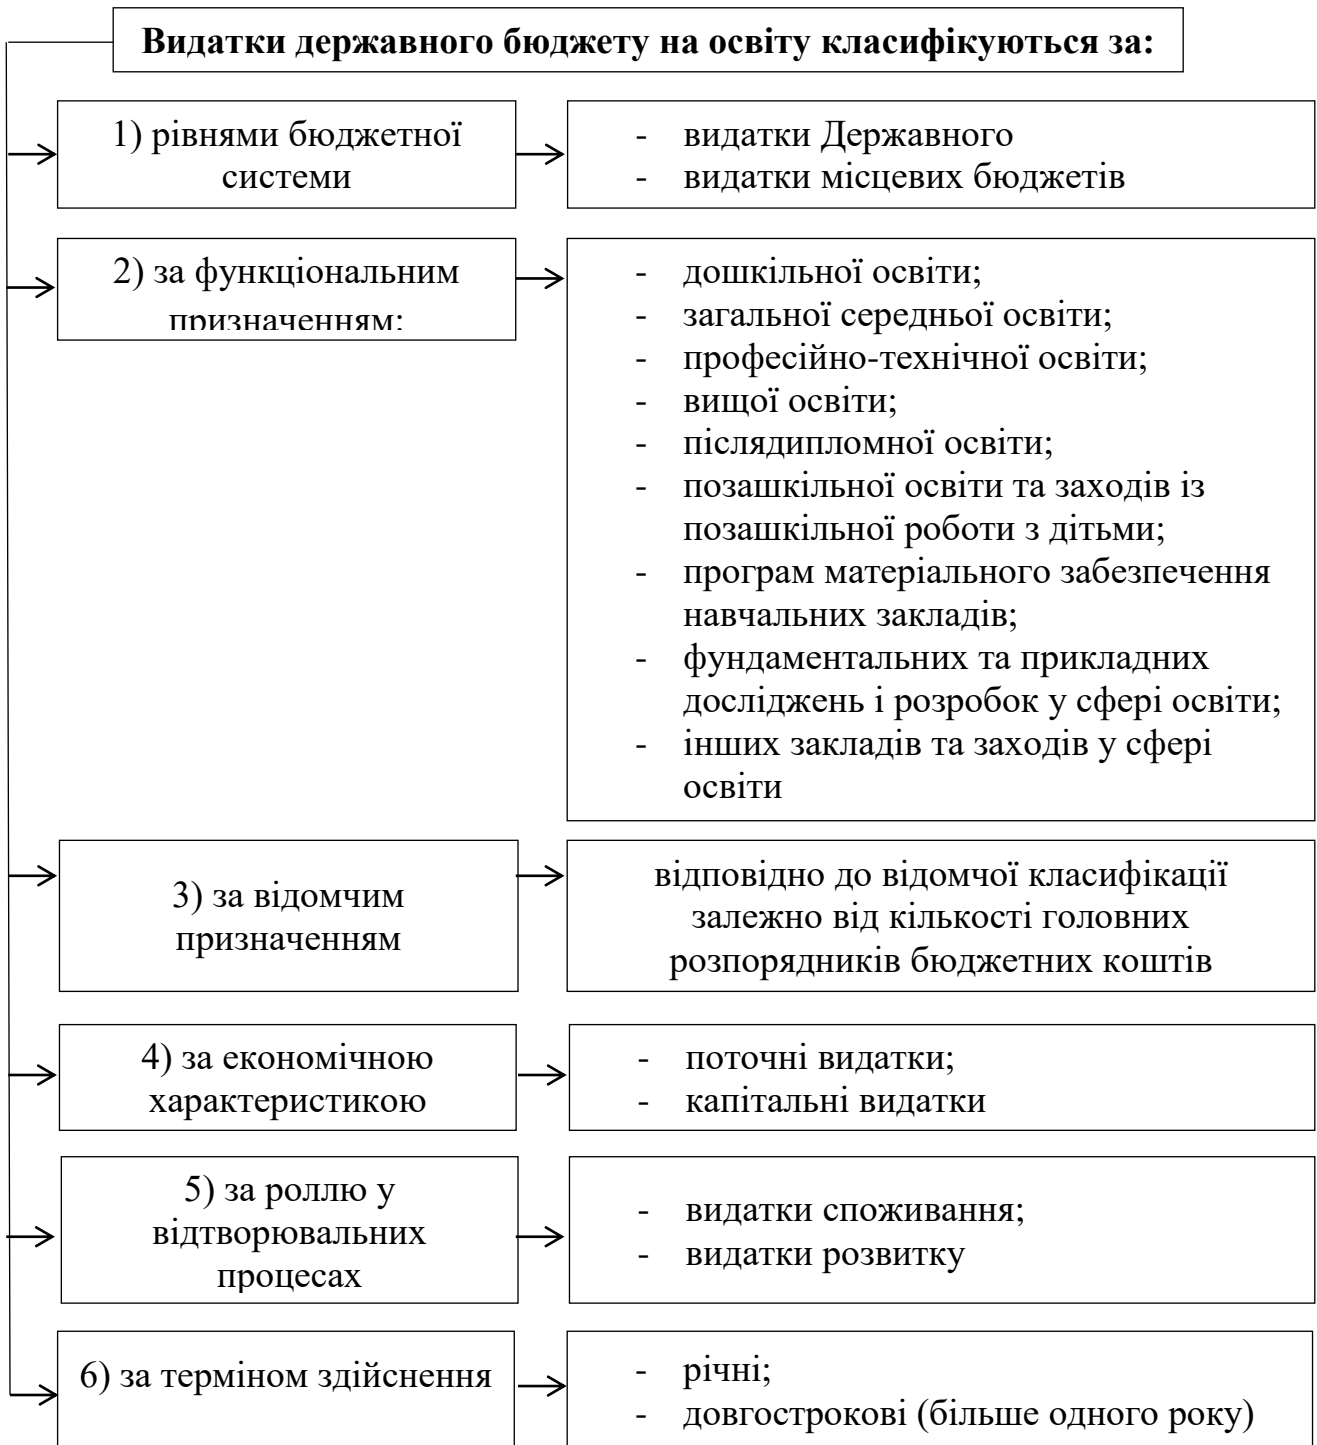 Видатки державного бюджету на освіту класифікуються за:
1) рівнями бюджетної
системи
- видатки Державного
- видатки місцевих бюджетів
2) за функціональним
призначенням:
- дошкільної освіти;
- загальної середньої освіти;
- професійно-технічної освіти;
- вищої освіти;
- післядипломної освіти;
- позашкільної освіти та заходів із
позашкільної роботи з дітьми;
- програм матеріального забезпечення
навчальних закладів;
- фундаментальних та прикладних
досліджень і розробок у сфері освіти;
- інших закладів та заходів у сфері
освіти
3) за відомчим
призначенням
відповідно до відомчої класифікації
залежно від кількості головних
розпорядників бюджетних коштів
4) за економічною
характеристикою
- поточні видатки;
- капітальні видатки
5) за роллю у
відтворювальних
процесах
- видатки споживання;
- видатки розвитку
6) за терміном здійснення
- річні;
- довгострокові (більше одного року)